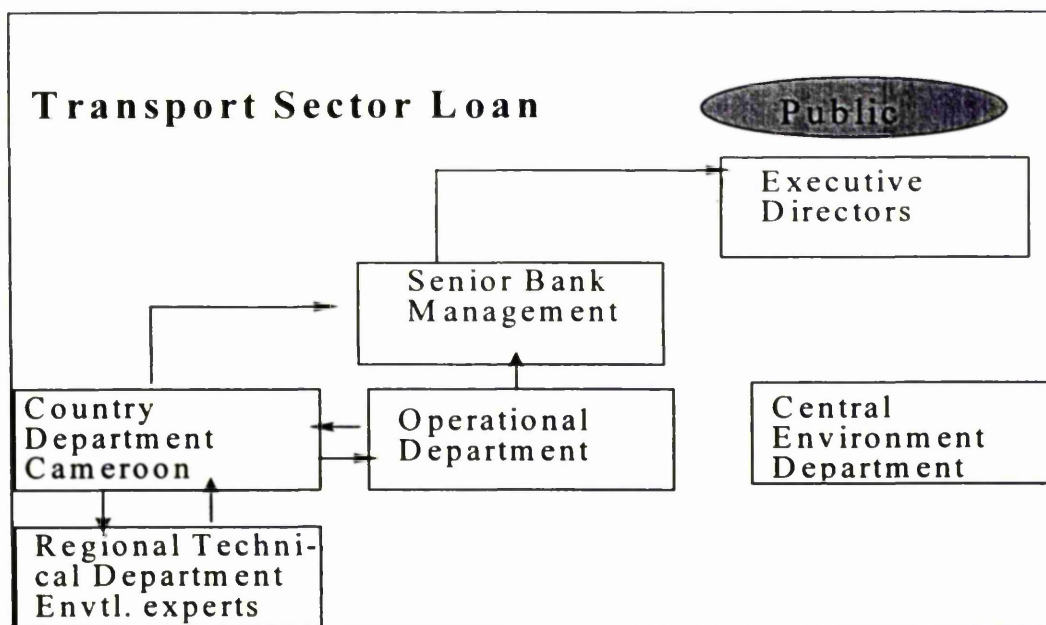 Transport Sector Loan
Public
Executive
Directors
Senior Bank
Management
Country
Department
Cameroon
Operational
Department
Central
Environment
Department
Regional Techni-
cal Department
Envtl. experts